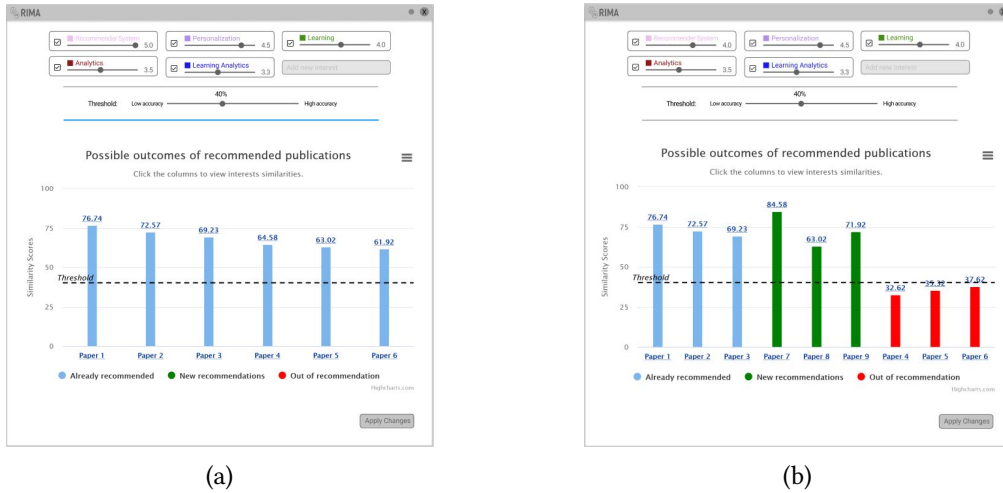 RIMA
X
Recommender System 5.0
Personalization 4.5
Learning 4.0
Analytics 3.5
Learning Analytics 3.3
Add new interest
40%
Threshold: Low accuracy High accuracy
Possible outcomes of recommended publications
Click the columns to view interests similarities.
Similarity Scores
100
75
50
25
0
76.74 72.57 69.23 64.58 63.02 61.92
Threshold
Paper 1 Paper 2 Paper 3 Paper 4 Paper 5 Paper 6
Already recommended New recommendations Out of recommendation
Highcharts.com
Apply Changes
(a)
RIMA
Recommender System 4.0
Personalization 4.5
Learning 4.0
Analytics 3.5
Learning Analytics 3.3
Add new interest
40%
Threshold: Low accuracy High accuracy
Possible outcomes of recommended publications
Click the columns to view interests similarities.
Similarity Scores
100
75
50
25
0
76.74 72.57 69.23 84.58 63.02 71.92 32.62 35.32 37.62
Threshold
Paper 1 Paper 2 Paper 3 Paper 7 Paper 8 Paper 9 Paper 4 Paper 5 Paper 6
Already recommended New recommendations Out of recommendation
Highcharts.com
Apply Changes
(b)